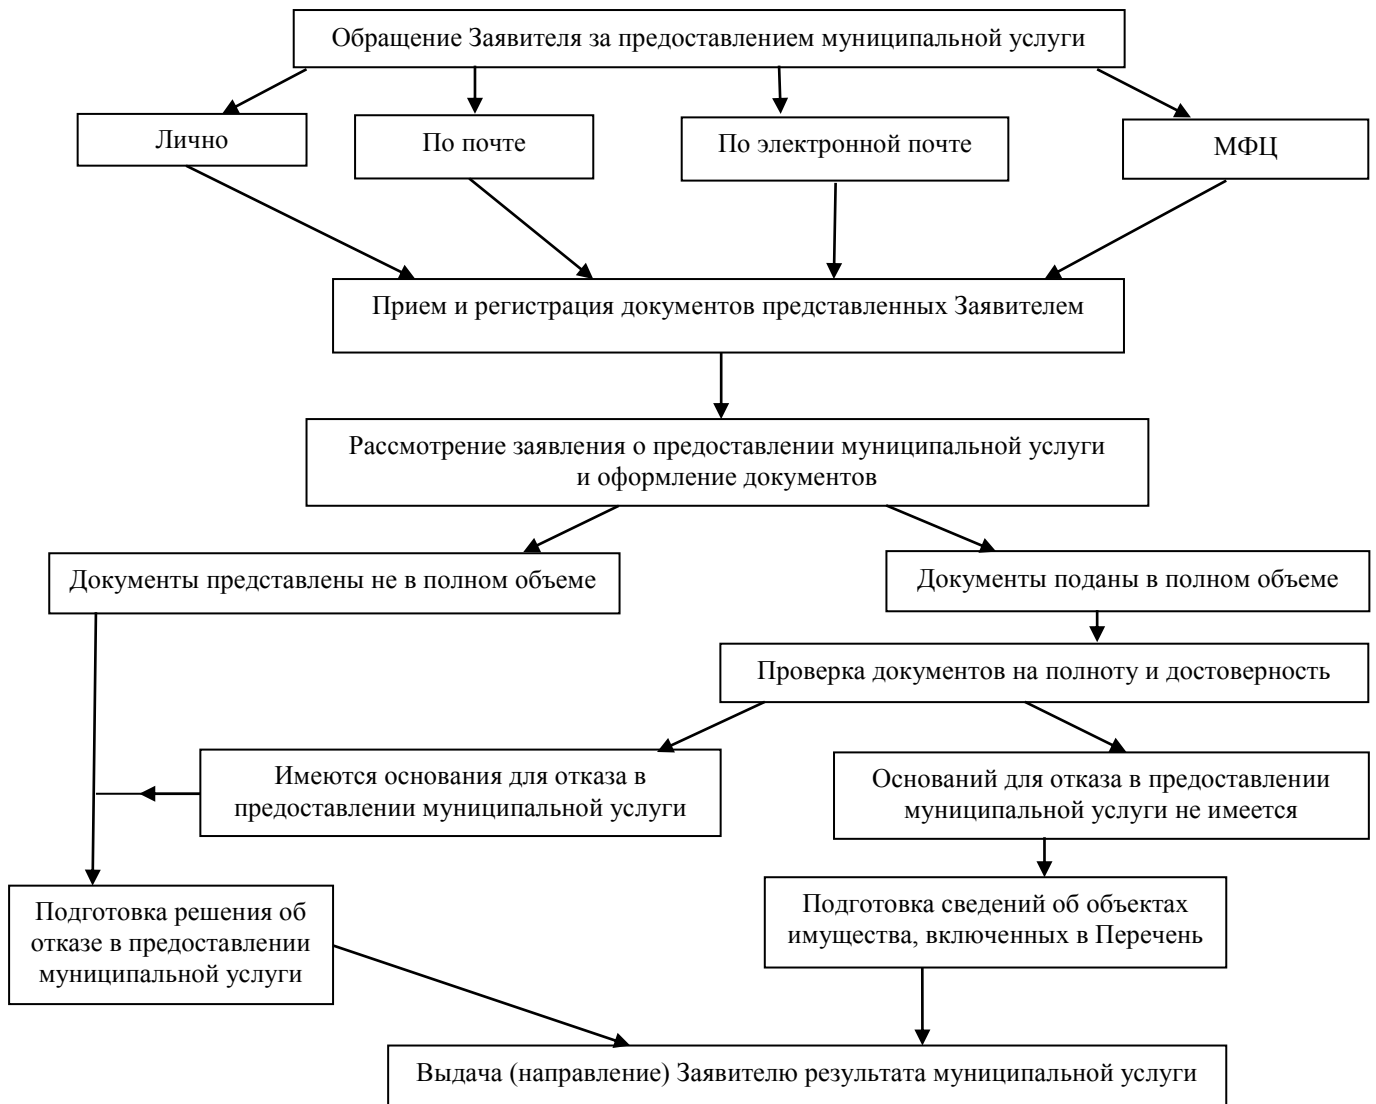 Обращение Заявителя за предоставлением муниципальной услуги
Лично
По почте
По электронной почте
МФЦ
Прием и регистрация документов представленных Заявителем
Рассмотрение заявления о предоставлении муниципальной услуги
и оформление документов
Документы представлены не в полном объеме
Документы поданы в полном объеме
Проверка документов на полноту и достоверность
Имеются основания для отказа в
предоставлении муниципальной услуги
Оснований для отказа в предоставлении
муниципальной услуги не имеется
Подготовка решения об
отказе в предоставлении
муниципальной услуги
Подготовка сведений об объектах
имущества, включенных в Перечень
Выдача (направление) Заявителю результата муниципальной услуги